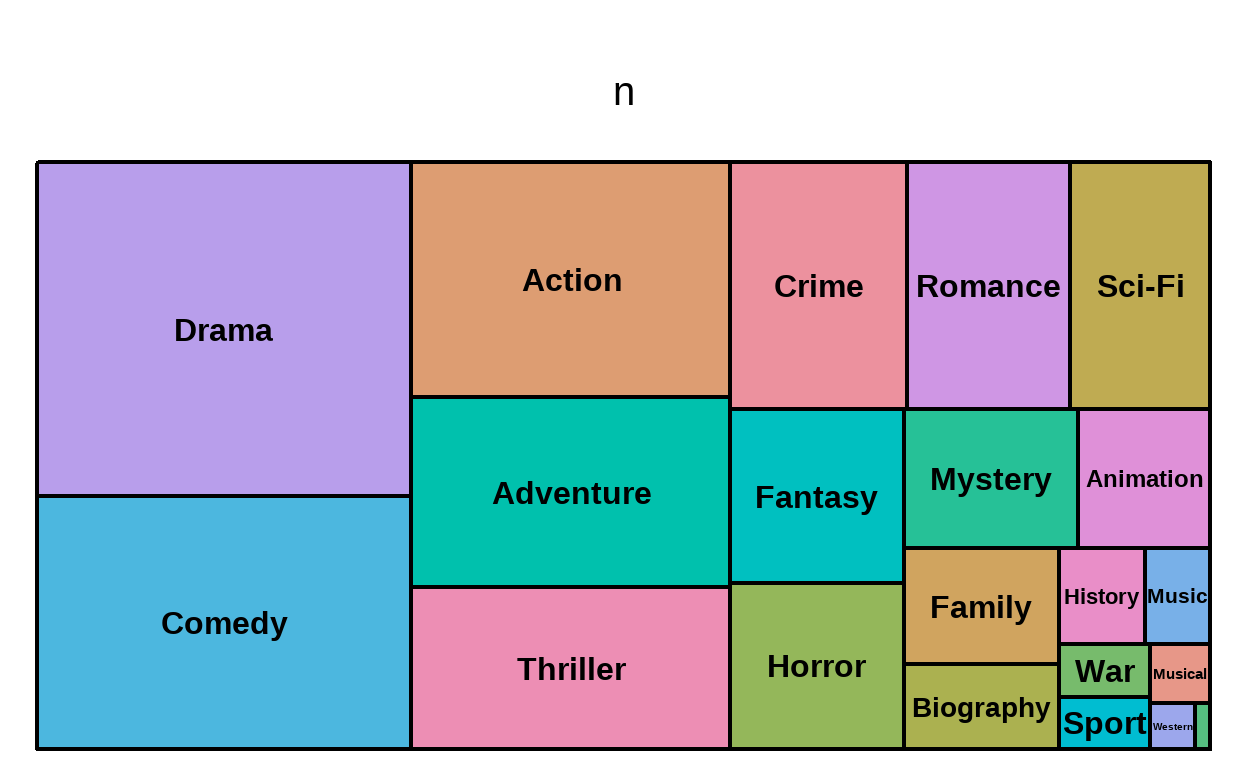 n
Drama
Comedy
Action
Adventure
Thriller
Crime
Romance
Sci-Fi
Fantasy
Horror
Mystery
Animation
Family
Biography
History
Music
War
Sport
Musical
Western